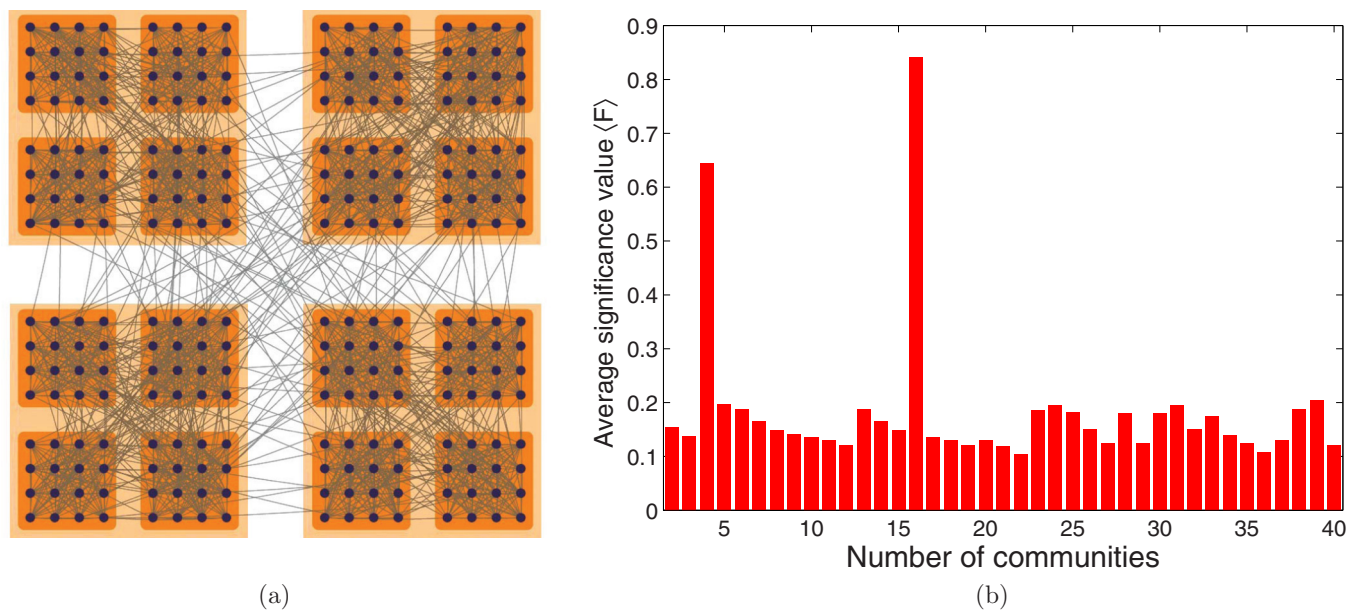 0.9
0.8
0.7
0.6
0.5
0.4
0.3
0.2
0.1
0
Average significance value ⟨F⟩
5 10 15 20 25 30 35 40
Number of communities
(a) (b)